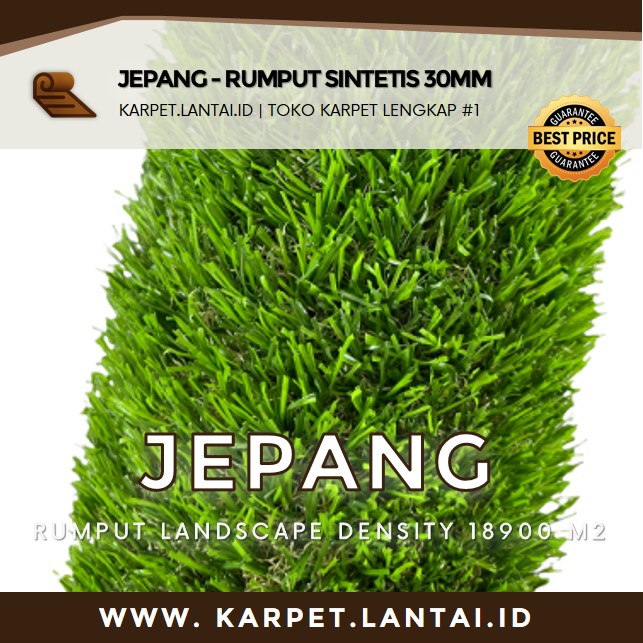 JEPANG - RUMPUT SINTETIS 30MM
KARPET.LANTAI.ID | TOKO KARPET LENGKAP #1
GUARANTEE
BEST PRICE
GUARANTEE
JEPANG
RUMPUT LANDSCAPE DENSITY 18900 M2
WWW. KARPET.LANTAI.ID